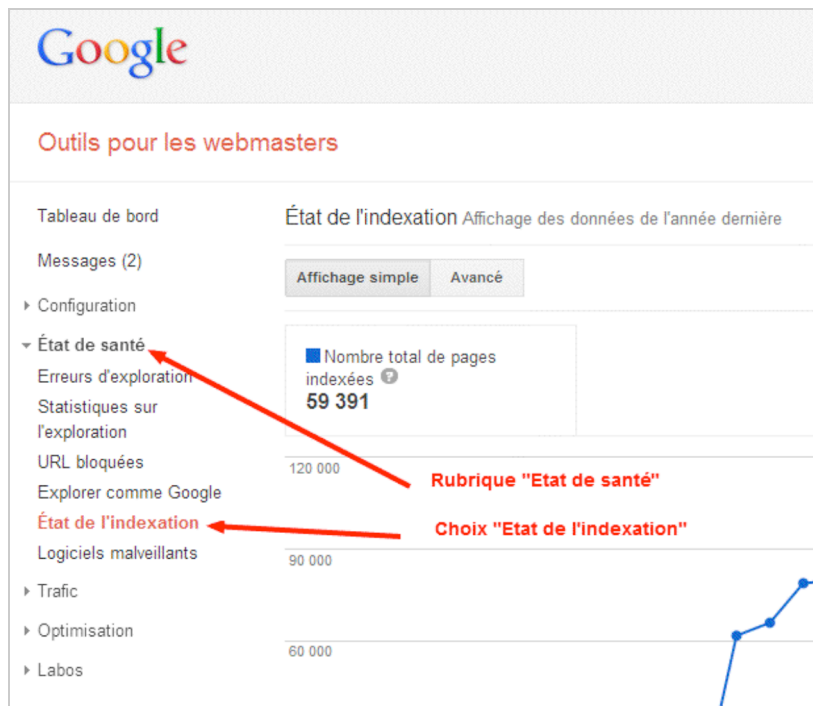 Google
Outils pour les webmasters
Tableau de bord
Messages (2)
Configuration
État de santé
Erreurs d'exploration
Statistiques sur
l'exploration
URL bloquées
Explorer comme Google
État de l'indexation
Logiciels malveillants
Trafic
Optimisation
Labos
État de l'indexation Affichage des données de l'année dernière
Affichage simple
Avancé
Nombre total de pages
indexées ?
59 391
120 000
Rubrique "Etat de santé"
Choix "Etat de l'indexation"
90 000
60 000